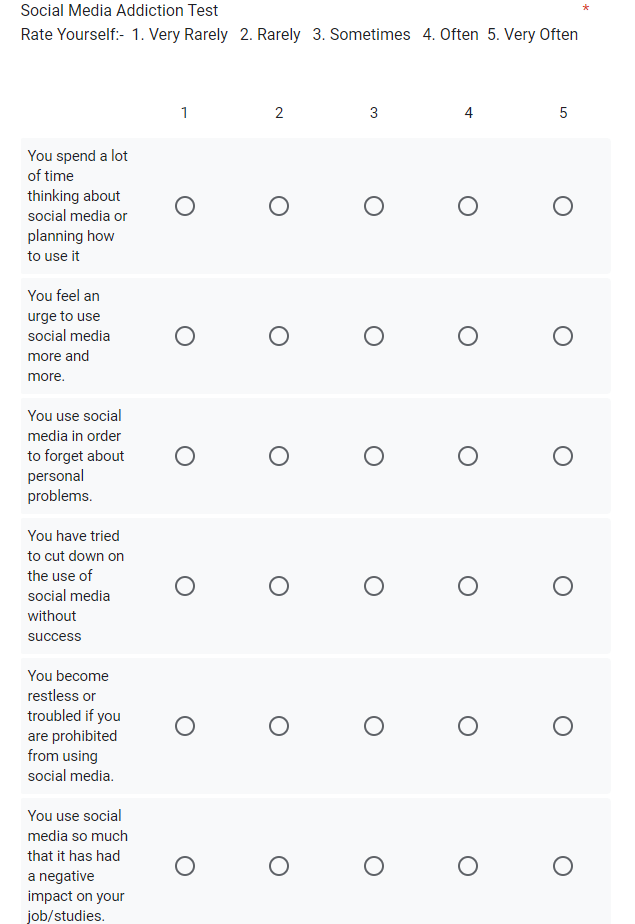 Social Media Addiction Test *
Rate Yourself:- 1. Very Rarely 2. Rarely 3. Sometimes 4. Often 5. Very Often
1 2 3 4 5
You spend a lot
of time
thinking about
social media or
planning how
to use it
You feel an
urge to use
social media
more and
more.
You use social
media in order
to forget about
personal
problems.
You have tried
to cut down on
the use of
social media
without
success
You become
restless or
troubled if you
are prohibited
from using
social media.
You use social
media so much
that it has had
a negative
impact on your
job/studies.